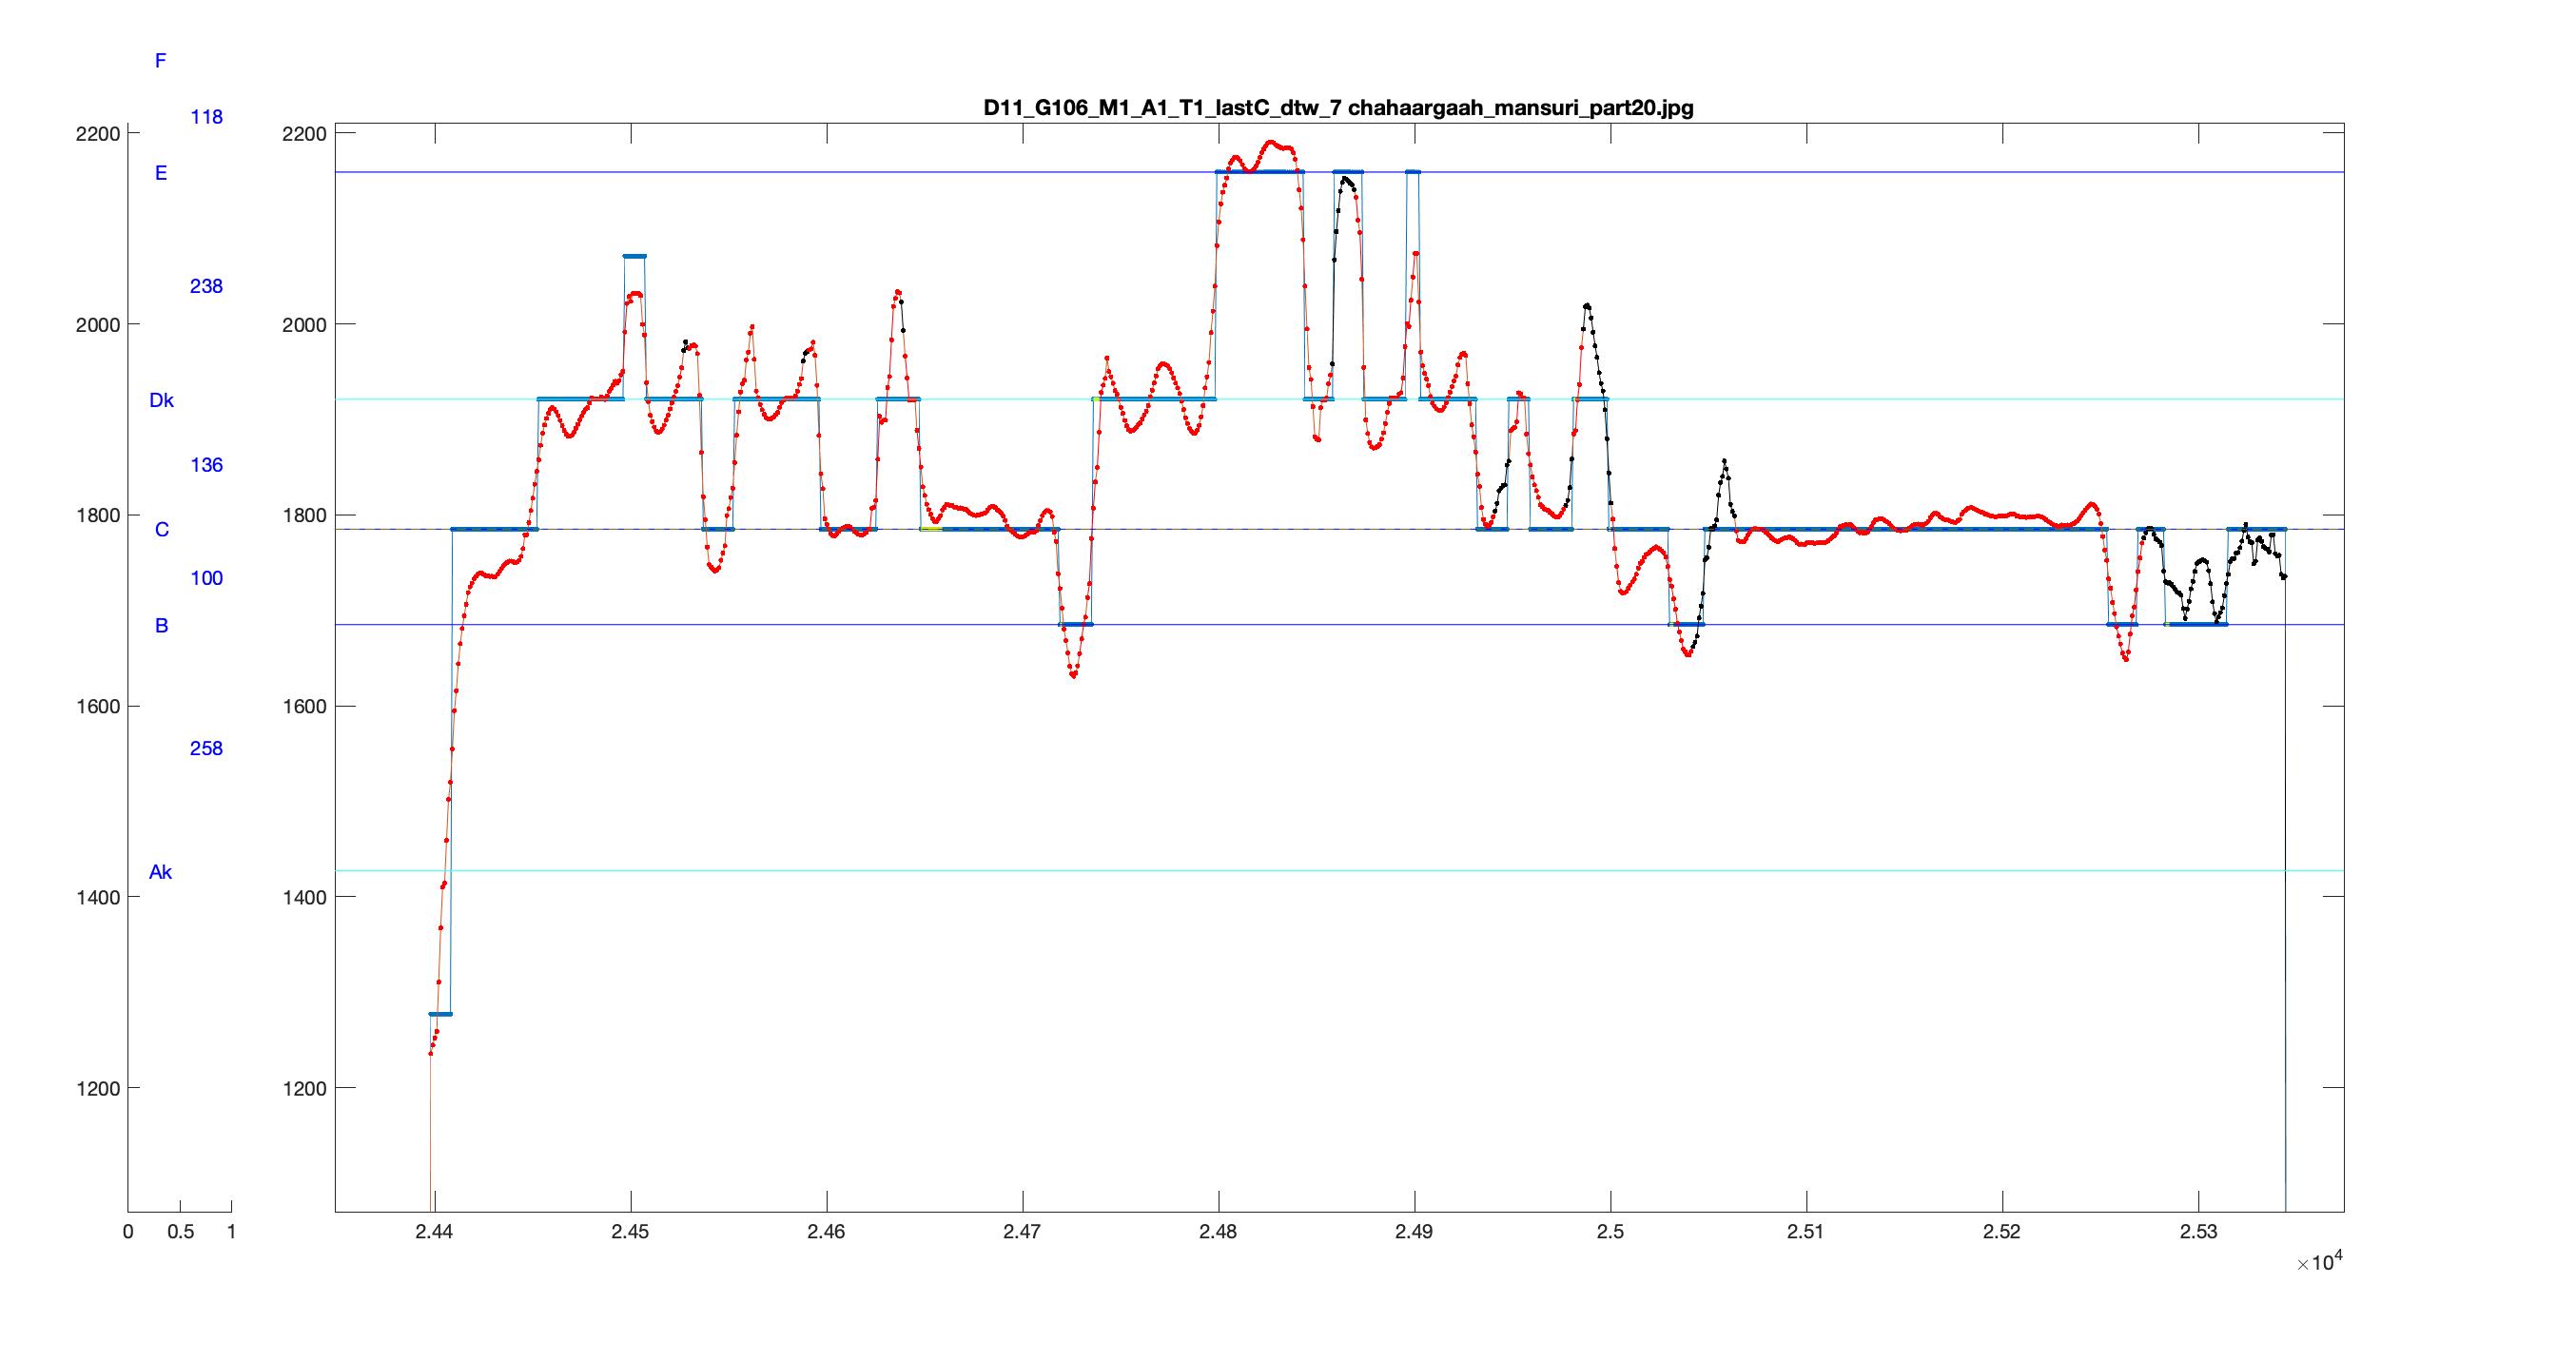 F
118
D11_G106_M1_A1_T1_lastC_dtw_7 chahaargaah_mansuri_part20.jpg
2200
2200
E
238
2000
2000
Dk
136
1800
1800
C
100
B
1600
1600
258
Ak
1400
1400
1200
1200
0 0.5 1
2.44 2.45 2.46 2.47 2.48 2.49 2.5 2.51 2.52 2.53
×10⁴